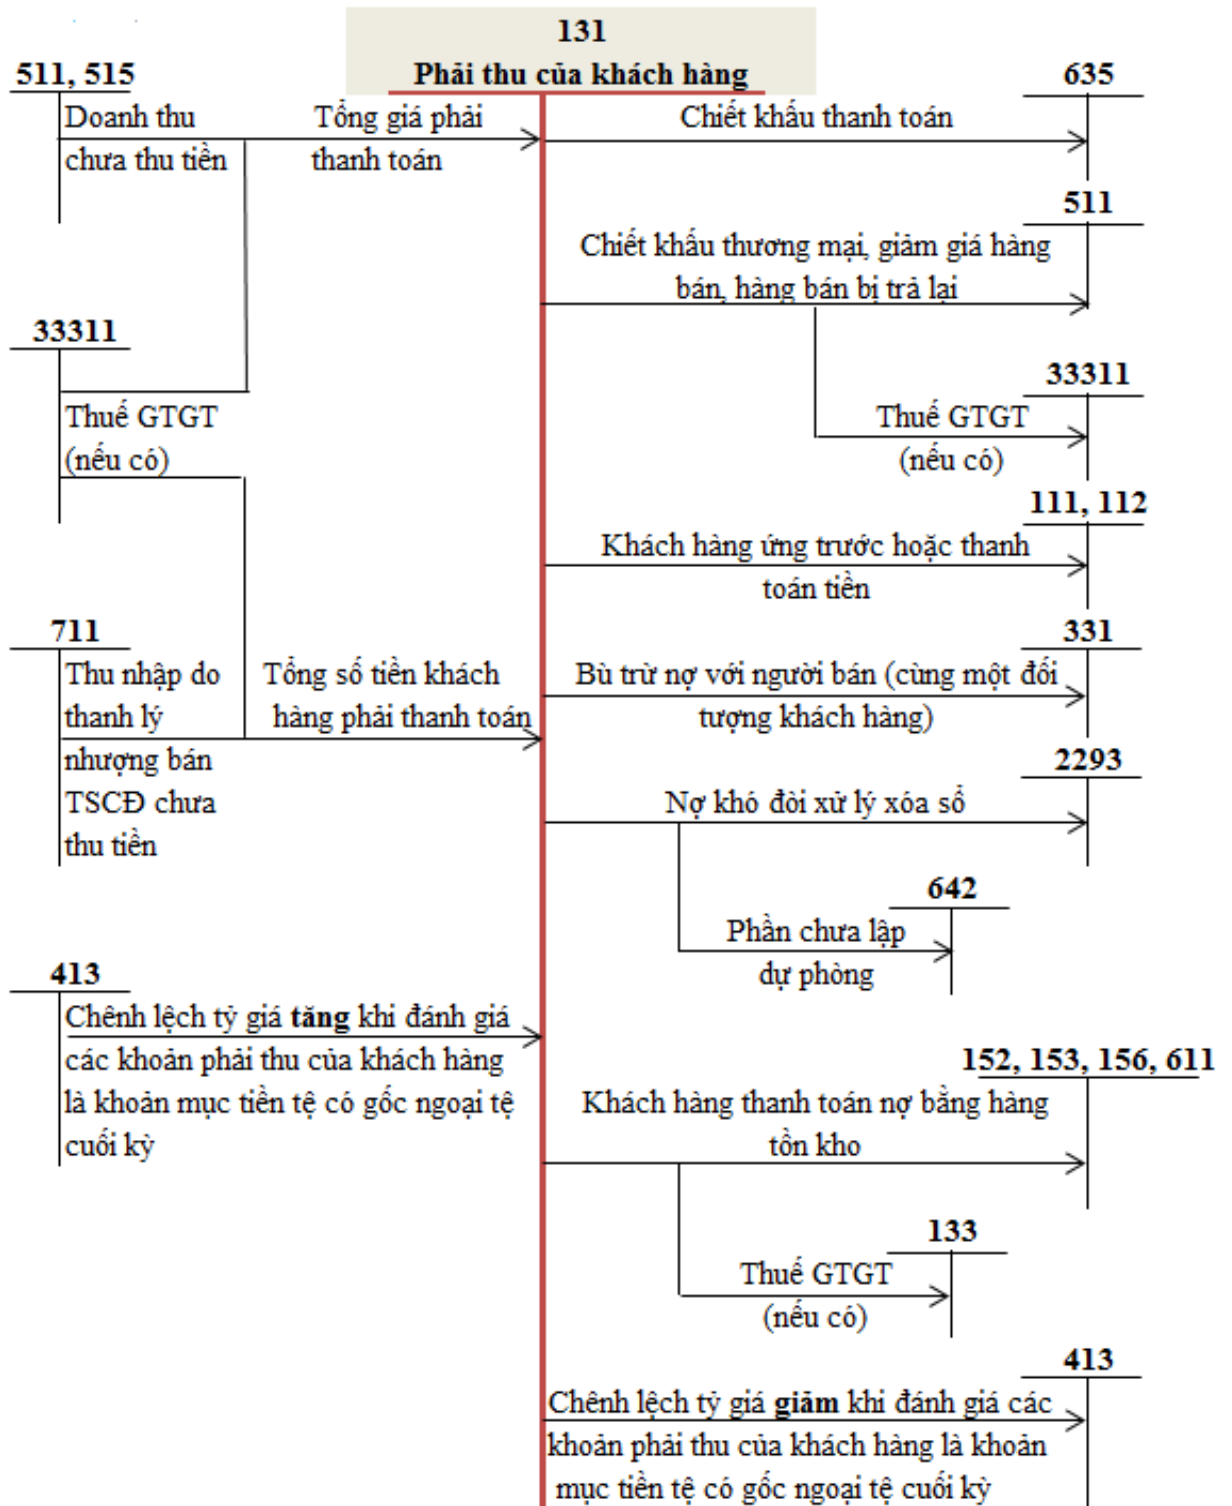 131
Phải thu của khách hàng
511, 515
Doanh thu
chưa thu tiền
Tổng giá phải
thanh toán
33311
Thuế GTGT
(nếu có)
711
Thu nhập do
thanh lý
nhượng bán
TSCĐ chưa
thu tiền
Tổng số tiền khách
hàng phải thanh toán
413
Chênh lệch tỷ giá tăng khi đánh giá
các khoản phải thu của khách hàng
là khoản mục tiền tệ có gốc ngoại tệ
cuối kỳ
635
Chiết khấu thanh toán
511
Chiết khấu thương mại, giảm giá hàng
bán, hàng bán bị trả lại
33311
Thuế GTGT
(nếu có)
111, 112
Khách hàng ứng trước hoặc thanh
toán tiền
331
Bù trừ nợ với người bán (cùng một đối
tượng khách hàng)
2293
Nợ khó đòi xử lý xóa sổ
642
Phần chưa lập
dự phòng
152, 153, 156, 611
Khách hàng thanh toán nợ bằng hàng
tồn kho
133
Thuế GTGT
(nếu có)
413
Chênh lệch tỷ giá giảm khi đánh giá các
khoản phải thu của khách hàng là khoản
mục tiền tệ có gốc ngoại tệ cuối kỳ